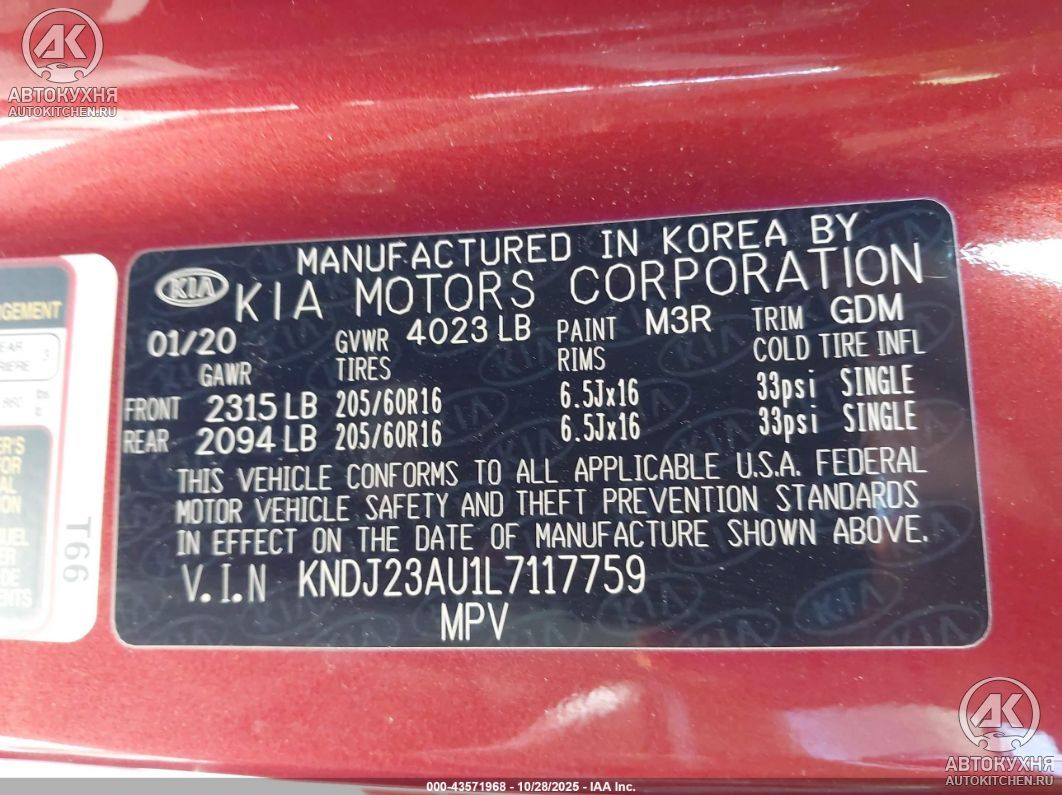 AK
АВТОКУХНЯ
AUTOKITCHEN.RU
MANUFACTURED IN KOREA BY
KIA KIA MOTORS CORPORATION
01/20 GVWR 4023 LB PAINT M3R TRIM GDM
GAWR TIRES RIMS COLD TIRE INFL
FRONT 2315 LB 205/60R16 6.5Jx16 33psi SINGLE
REAR 2094 LB 205/60R16 6.5Jx16 33psi SINGLE
THIS VEHICLE CONFORMS TO ALL APPLICABLE U.S.A. FEDERAL
MOTOR VEHICLE SAFETY AND THEFT PREVENTION STANDARDS
IN EFFECT ON THE DATE OF MANUFACTURE SHOWN ABOVE.
V.I.N KNDJ23AU1L7117759
MPV
T66
AK
АВТОКУХНЯ
AUTOKITCHEN.RU
000-43571968 - 10/28/2025 - IAA Inc.